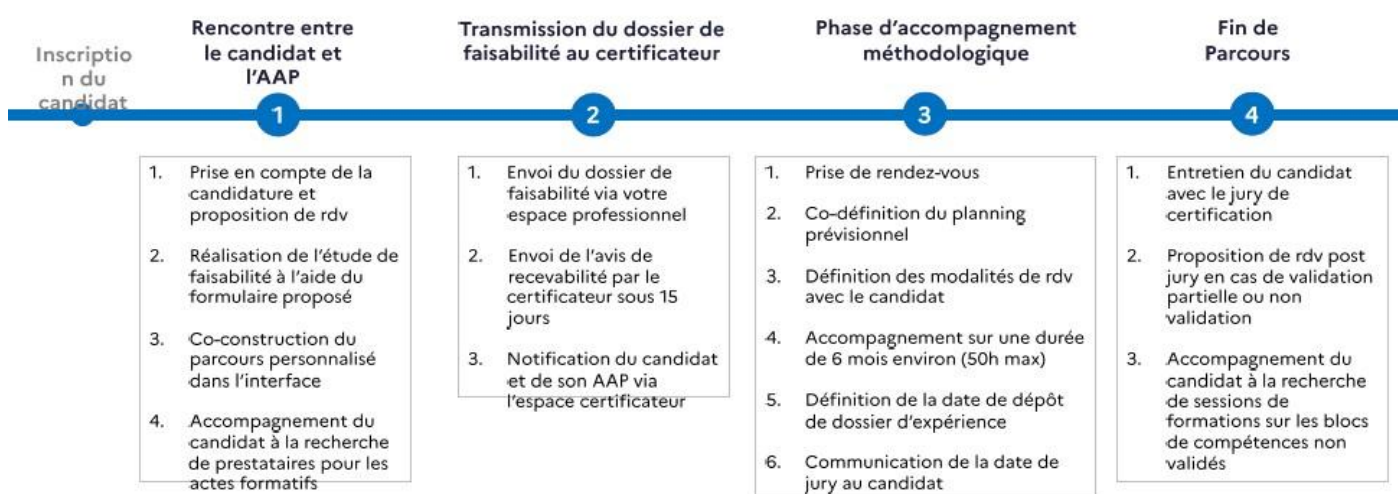 Inscriptio
n du
candidat
Rencontre entre
le candidat et
l'AAP
1
1. Prise en compte de la
candidature et
proposition de rdv
2. Réalisation de l'étude de
faisabilité à l'aide du
formulaire proposé
3. Co-construction du
parcours personnalisé
dans l'interface
4. Accompagnement du
candidat à la recherche
de prestataires pour les
actes formatifs
Transmission du dossier de
faisabilité au certificateur
2
1. Envoi du dossier de
faisabilité via votre
espace professionnel
2. Envoi de l'avis de
recevabilité par le
certificateur sous 15
jours
3. Notification du candidat
et de son AAP via
l'espace certificateur
Phase d'accompagnement
méthodologique
3
1. Prise de rendez-vous
2. Co-définition du planning
prévisionnel
3. Définition des modalités de rdv
avec le candidat
4. Accompagnement sur une durée
de 6 mois environ (50h max)
5. Définition de la date de dépôt
de dossier d'expérience
6. Communication de la date de
jury au candidat
Fin de
Parcours
4
1. Entretien du candidat
avec le jury de
certification
2. Proposition de rdv post
jury en cas de validation
partielle ou non
validation
3. Accompagnement du
candidat à la recherche
de sessions de
formations sur les blocs
de compétences non
validés